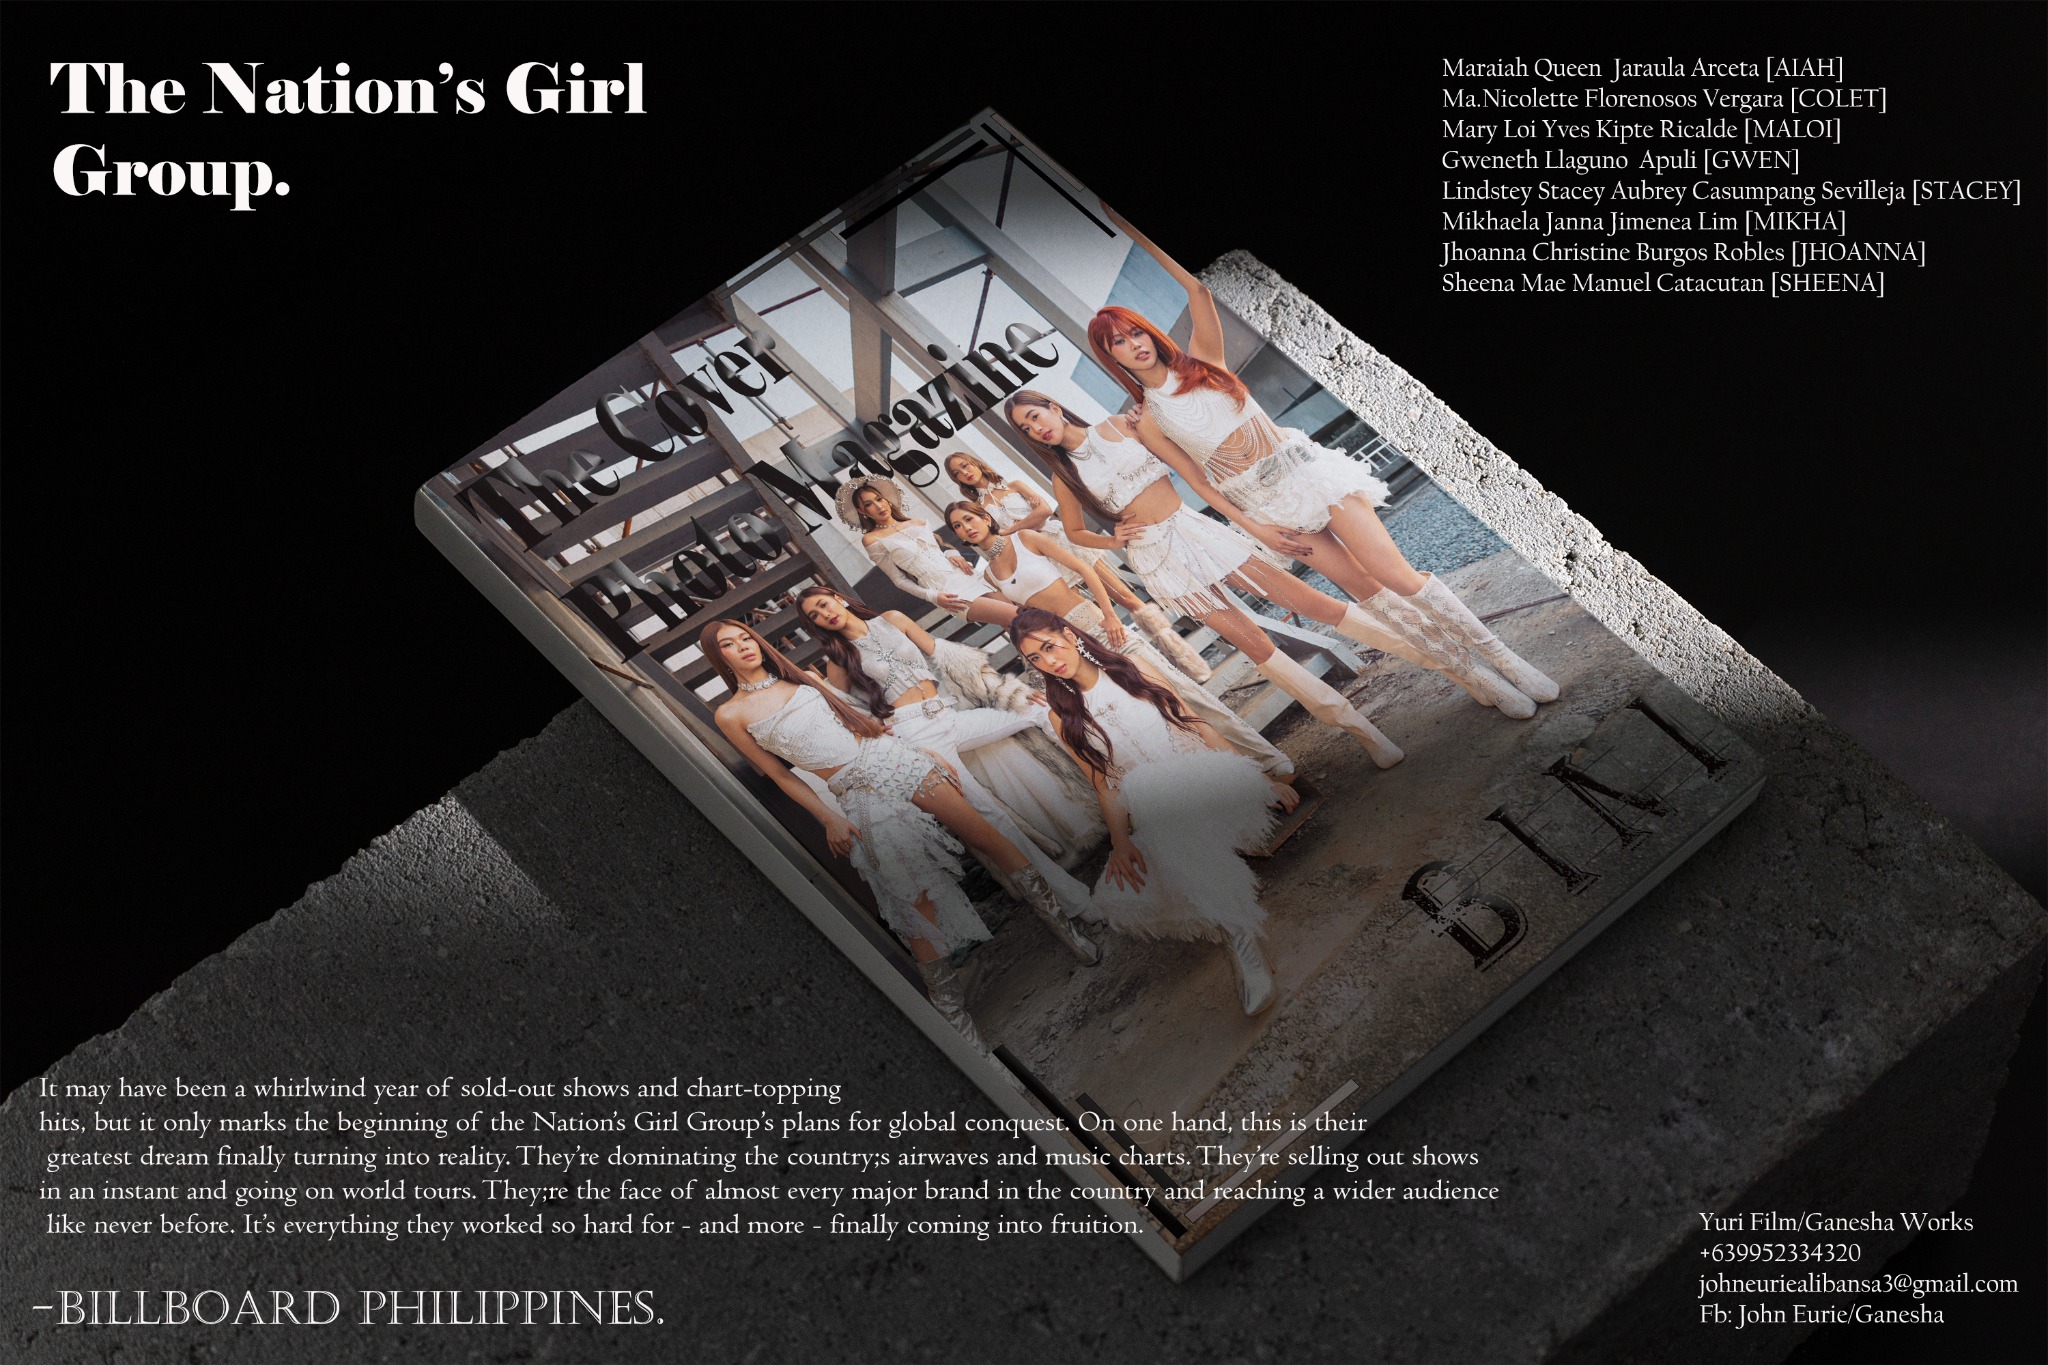 The Nation's Girl
Group.
Maraiah Queen  Jaraula Arceta [AIAH]
Ma.Nicolette Florenosos Vergara [COLET]
Mary Loi Yves Kipte Ricalde [MALOI]
Gweneth Llaguno  Apuli [GWEN]
Lindstey Stacey Aubrey Casumpang Sevilleja [STACEY]
Mikhaela Janna Jimenea Lim [MIKHA]
Jhoanna Christine Burgos Robles [JHOANNA]
Sheena Mae Manuel Catacutan [SHEENA]
The Cover
Photo Magazine
BINI
It may have been a whirlwind year of sold-out shows and chart-topping
hits, but it only marks the beginning of the Nation's Girl Group's plans for global conquest. On one hand, this is their
greatest dream finally turning into reality. They're dominating the country;s airwaves and music charts. They're selling out shows
in an instant and going on world tours. They;re the face of almost every major brand in the country and reaching a wider audience
like never before. It's everything they worked so hard for - and more - finally coming into fruition.
-BILLBOARD PHILIPPINES.
Yuri Film/Ganesha Works
+639952334320
johneuriealibansa3@gmail.com
Fb: John Eurie/Ganesha